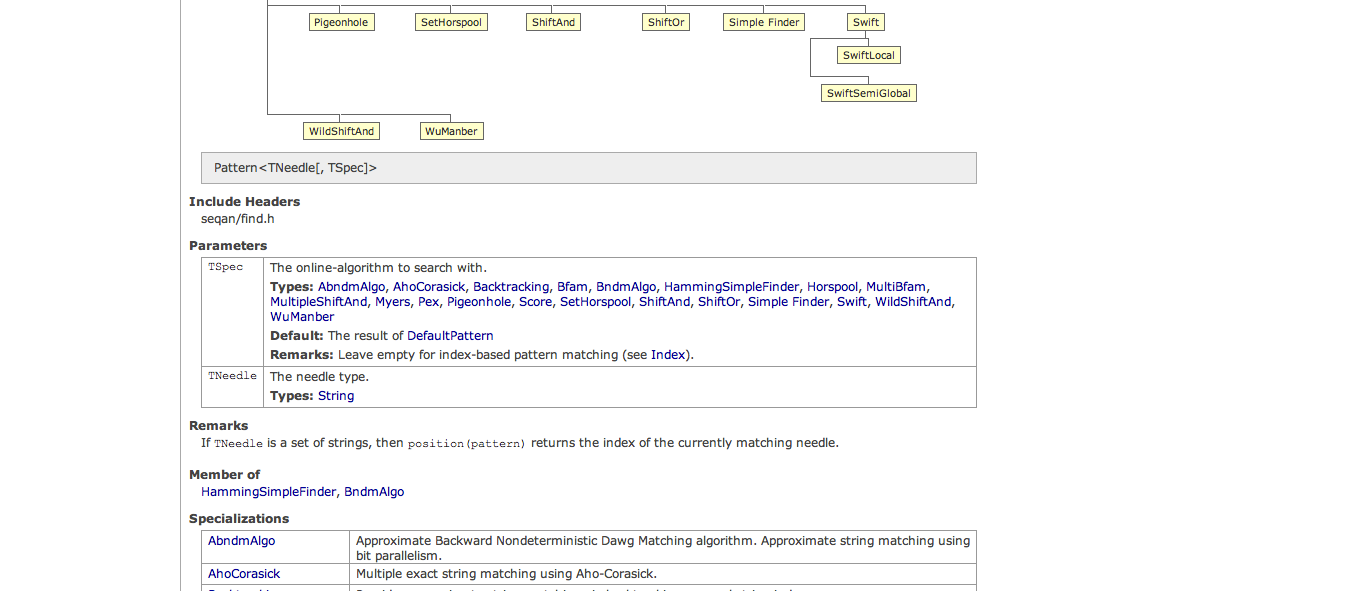 Pigeonhole SetHorspool ShiftAnd ShiftOr Simple Finder Swift
SwiftLocal
SwiftSemiGlobal
WildShiftAnd WuManber
Pattern<TNeedle[, TSpec]>
Include Headers
seqan/find.h
Parameters
TSpec The online-algorithm to search with.
Types: AbndmAlgo, AhoCorasick, Backtracking, Bfam, BndmAlgo, HammingSimpleFinder, Horspool, MultiBfam,
MultipleShiftAnd, Myers, Pex, Pigeonhole, Score, SetHorspool, ShiftAnd, ShiftOr, Simple Finder, Swift, WildShiftAnd,
WuManber
Default: The result of DefaultPattern
Remarks: Leave empty for index-based pattern matching (see Index).
TNeedle The needle type.
Types: String
Remarks
If TNeedle is a set of strings, then position(pattern) returns the index of the currently matching needle.
Member of
HammingSimpleFinder, BndmAlgo
Specializations
AbndmAlgo Approximate Backward Nondeterministic Dawg Matching algorithm. Approximate string matching using
bit parallelism.
AhoCorasick Multiple exact string matching using Aho-Corasick.